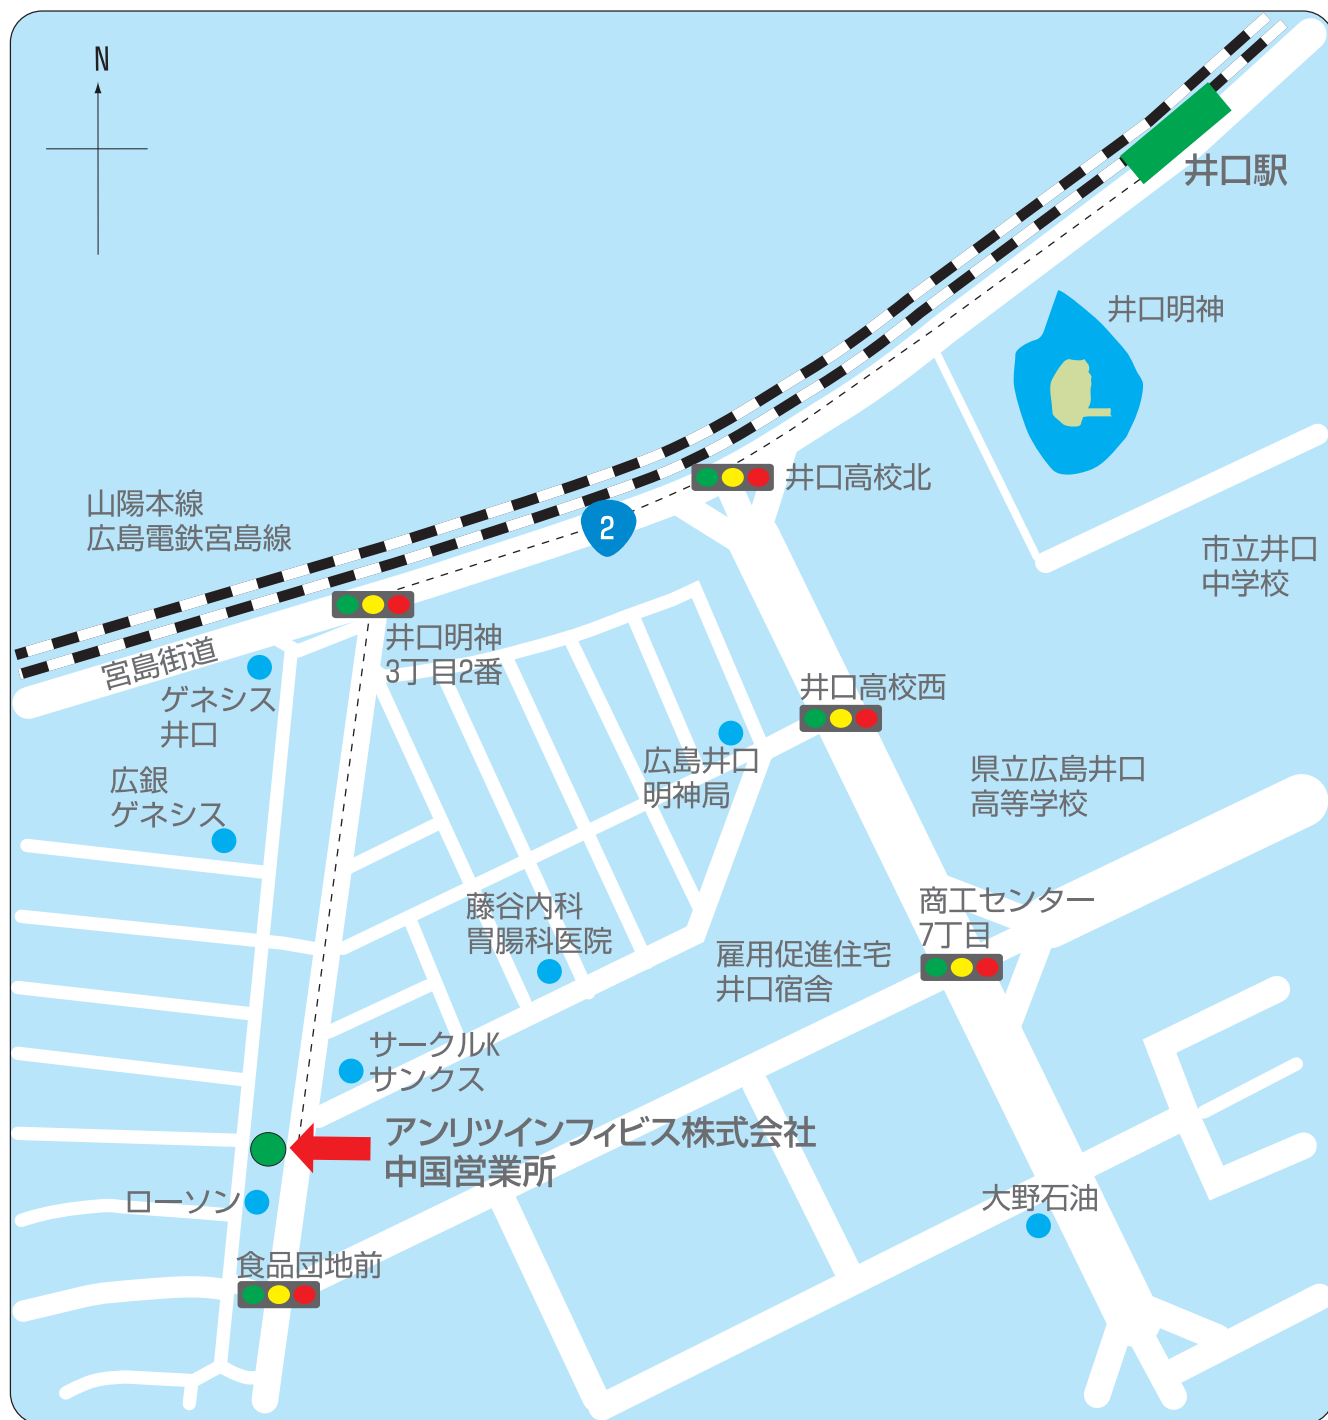 N
井口駅
井口明神
井口高校北
山陽本線
広島電鉄宮島線
2
市立井口
中学校
井口明神
3丁目2番
宮島街道
ゲネシス
井口
井口高校西
広島井口
明神局
県立広島井口
高等学校
広銀
ゲネシス
藤谷内科
胃腸科医院
商工センター
7丁目
雇用促進住宅
井口宿舎
サークルK
サンクス
アンリツインフィビス株式会社
中国営業所
ローソン
大野石油
食品団地前